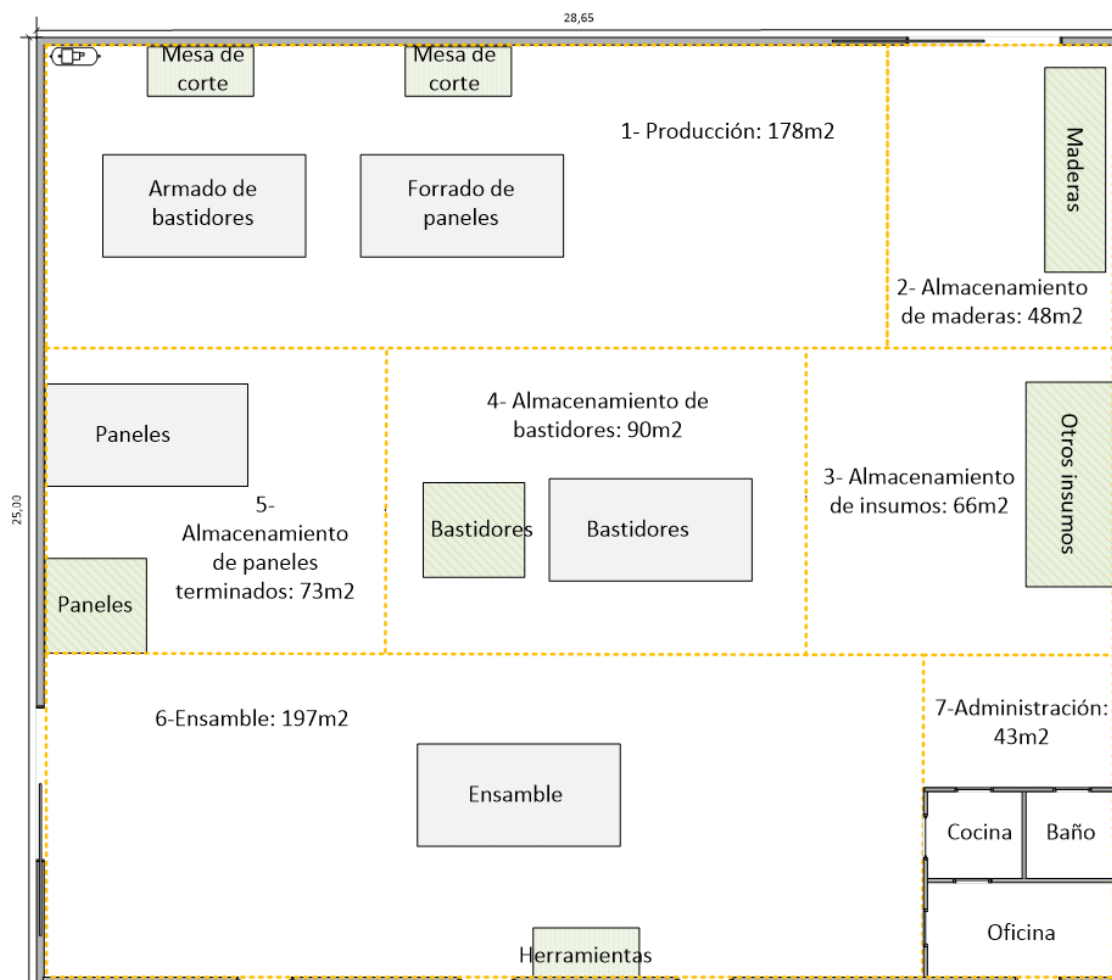 28,65
Mesa de
corte
Mesa de
corte
1- Producción: 178m2
Maderas
Armado de
bastidores
Forrado de
paneles
2- Almacenamiento
de maderas: 48m2
Paneles
4- Almacenamiento de
bastidores: 90m2
Otros insumos
3- Almacenamiento
de insumos: 66m2
25,00
5-
Almacenamiento
de paneles
terminados: 73m2
Bastidores
Bastidores
Paneles
6-Ensamble: 197m2
7-Administración:
43m2
Ensamble
Cocina
Baño
Oficina
Herramientas